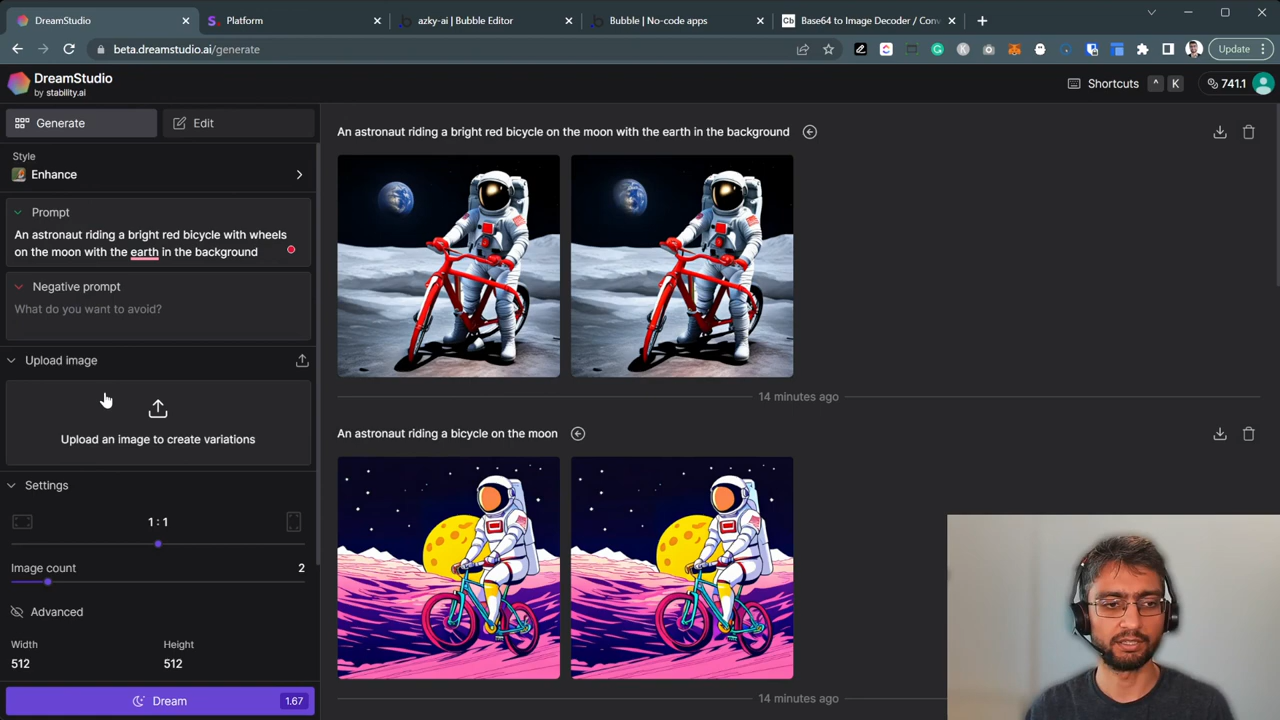 DreamStudio
Platform
azky-ai | Bubble Editor
Bubble | No-code apps
Cb
Base64 to Image Decoder / Conv
beta.dreamstudio.ai/generate
Update
DreamStudio
by stability.ai
Shortcuts ^ K
741.1
Generate
Edit
Style
Enhance
Prompt
An astronaut riding a bright red bicycle with wheels
on the moon with the earth in the background
Negative prompt
What do you want to avoid?
Upload image
Upload an image to create variations
Settings
1 : 1
Image count 2
Advanced
Width Height
512 512
Dream 1.67
An astronaut riding a bright red bicycle on the moon with the earth in the background
14 minutes ago
An astronaut riding a bicycle on the moon
14 minutes ago